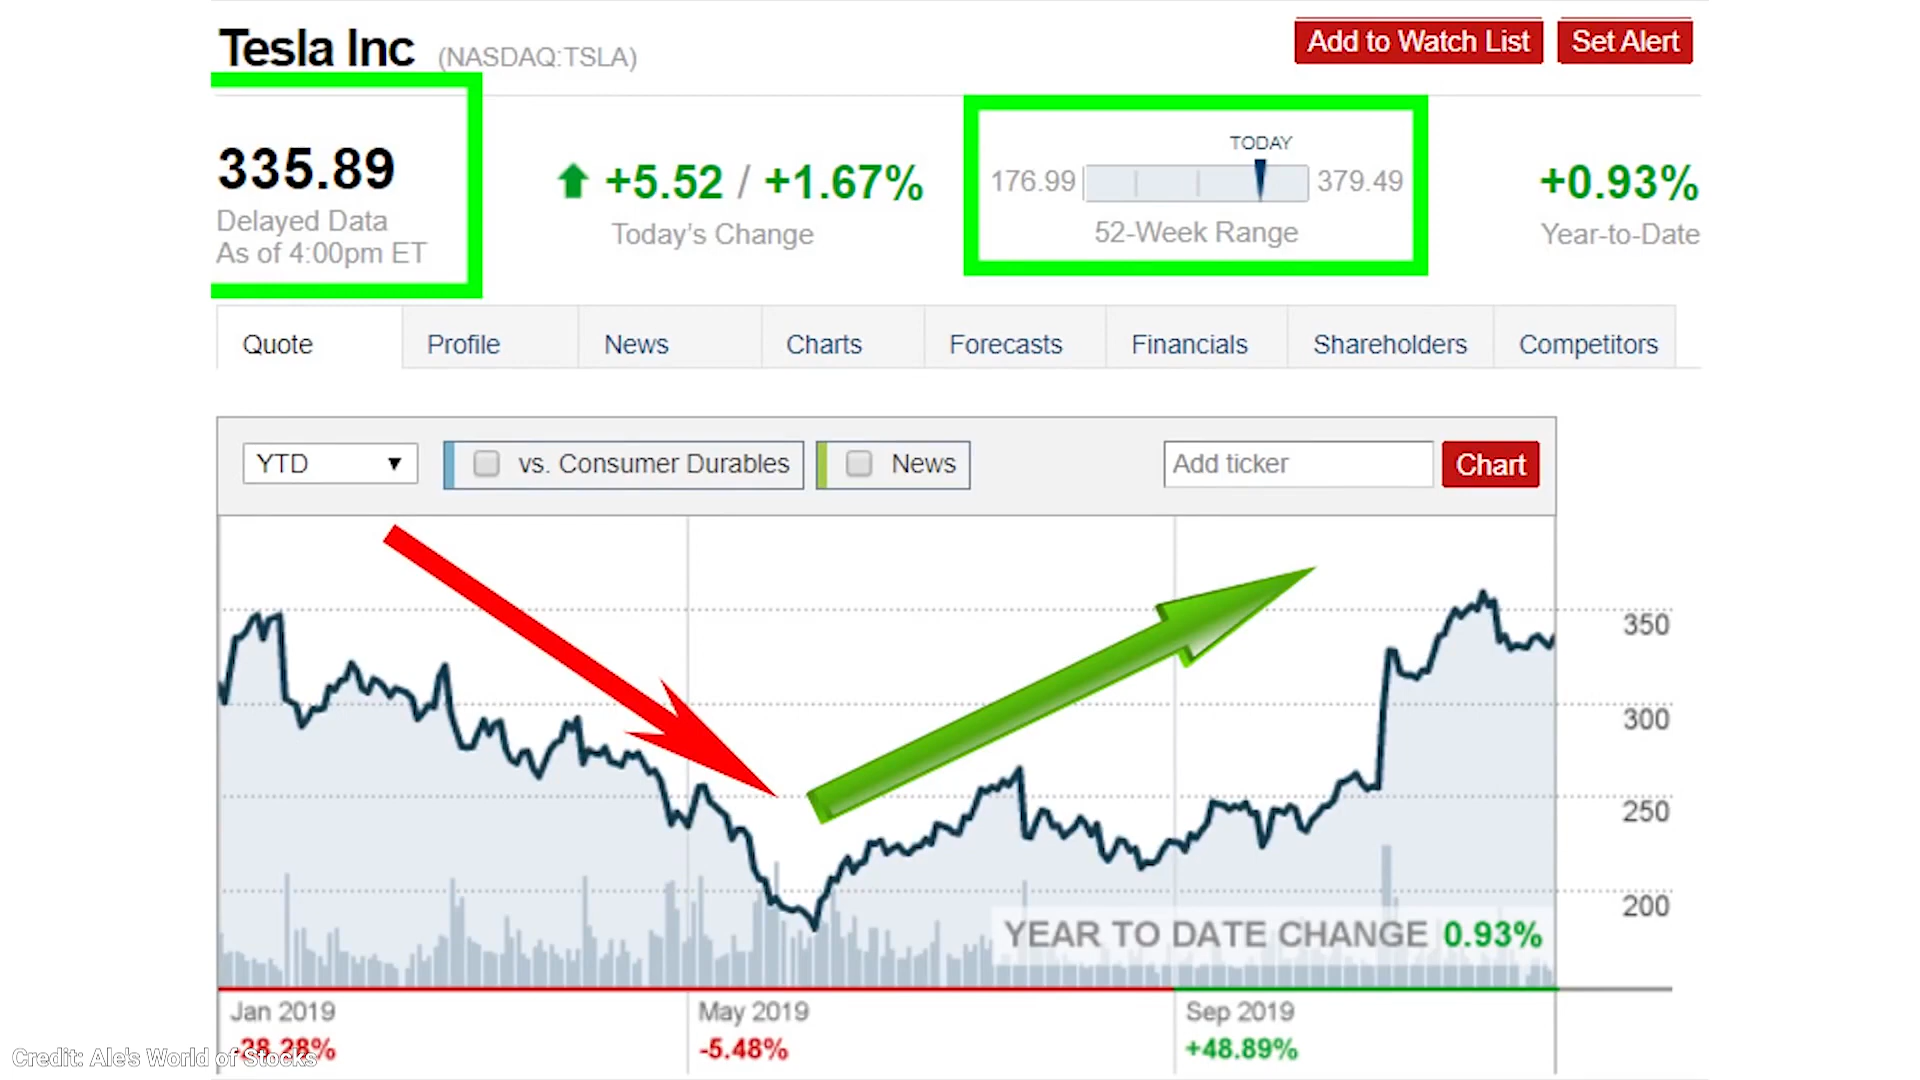 Tesla Inc (NASDAQ:TSLA)
Add to Watch List
Set Alert
335.89
Delayed Data
As of 4:00pm ET
+5.52 / +1.67%
Today's Change
TODAY
176.99
379.49
52-Week Range
+0.93%
Year-to-Date
Quote
Profile
News
Charts
Forecasts
Financials
Shareholders
Competitors
YTD
vs. Consumer Durables
News
Add ticker
Chart
350
300
250
200
YEAR TO DATE CHANGE 0.93%
Jan 2019
May 2019
Sep 2019
-28.28%
-5.48%
+48.89%
Credit: Ale's World of Stocks